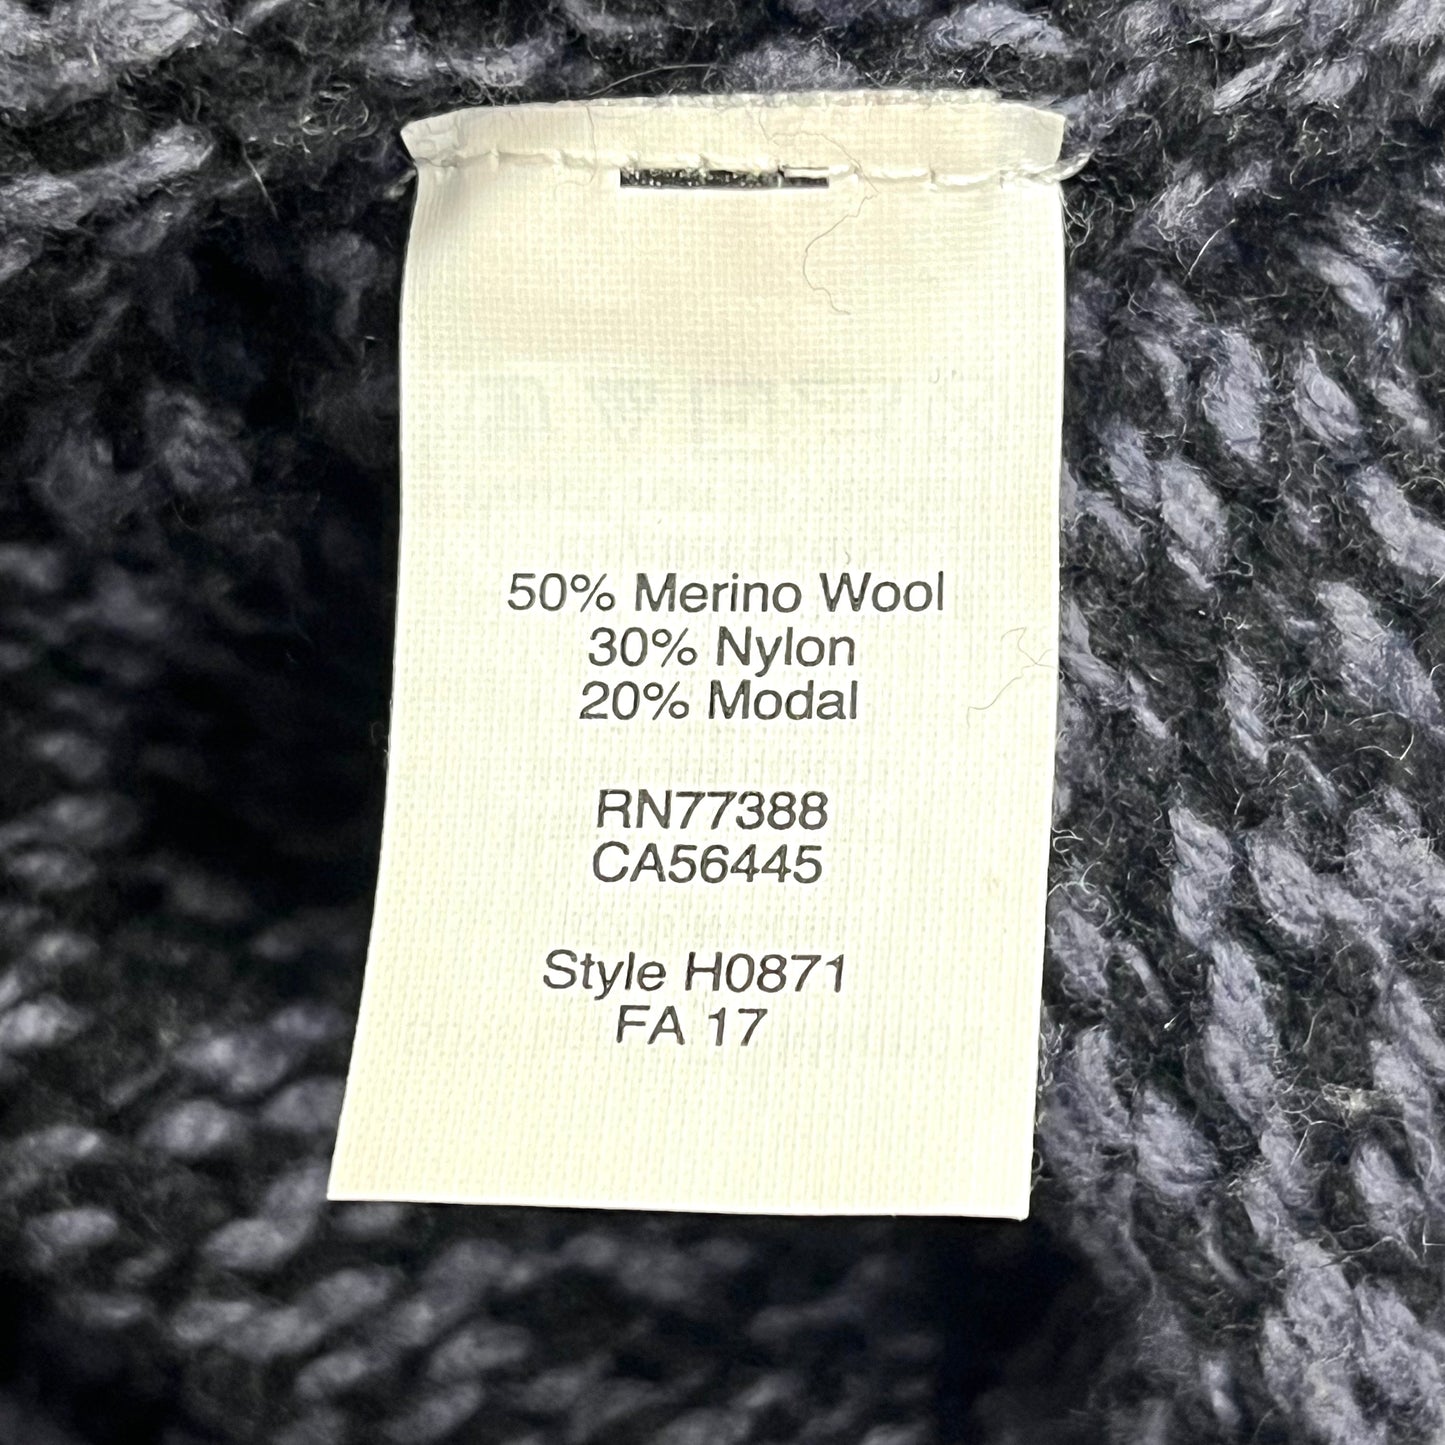 50% Merino Wool
30% Nylon
20% Modal
RN77388
CA56445
Style H0871
FA 17